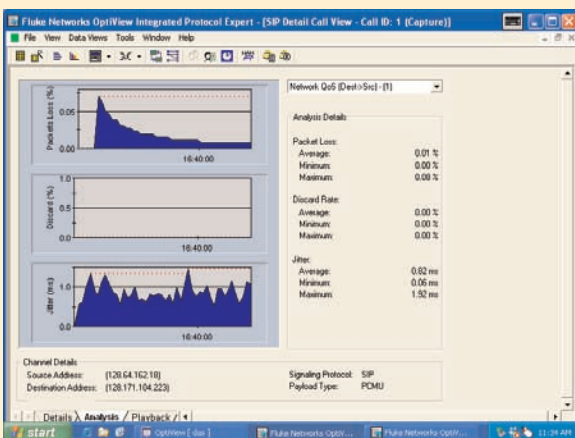 Fluke Networks OptiView Integrated Protocol Expert - [SIP Detail Call View - Call ID: 1 (Capture)]
File View Data Views Tools Window Help
Network QoS (Dest>Src) - (1)
Analysis Details
Packets Loss (%)
0.05
0.00
16:40:00
Packet Loss:
Average: 0.01 %
Minimum: 0.00 %
Maximum: 0.08 %
Discard (%)
1.0
0.5
0.0
16:40:00
Discard Rate:
Average: 0.00 %
Minimum: 0.00 %
Maximum: 0.00 %
Jitter (ms)
1.0
0.0
16:40:00
Jitter:
Average: 0.82 ms
Minimum: 0.06 ms
Maximum: 1.92 ms
Channel Details
Source Address: (128.64.162.18) Signaling Protocol: SIP
Destination Address: (128.171.104.223) Payload Type: PCMU
Details Analysis Playback
start OptiView [ das ] Fluke Networks OptiV... Fluke Networks OptiV... 11:34 AM